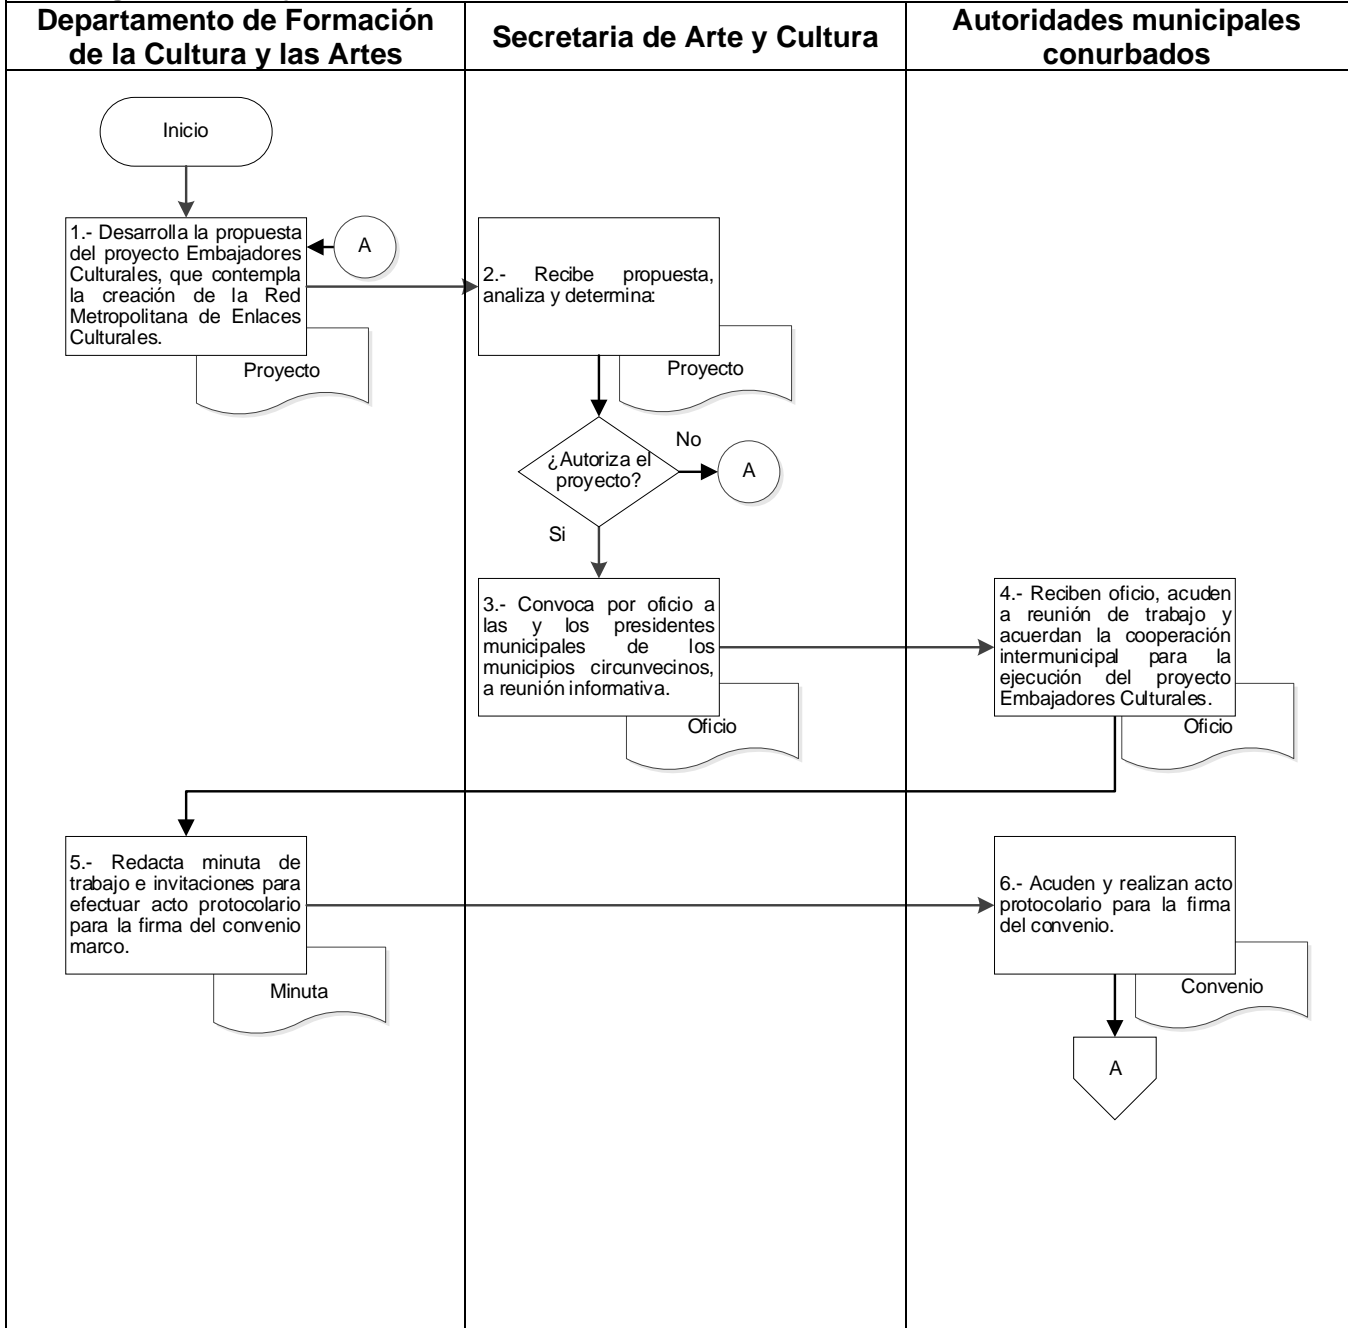 Departamento de Formación
de la Cultura y las Artes
Secretaria de Arte y Cultura
Autoridades municipales
conurbados
Inicio
1.- Desarrolla la propuesta
del proyecto Embajadores
Culturales, que contempla
la creación de la Red
Metropolitana de Enlaces
Culturales.
A
Proyecto
2.- Recibe propuesta,
analiza y determina:
Proyecto
¿Autoriza el
proyecto?
No
A
Si
3.- Convoca por oficio a
las y los presidentes
municipales de los
municipios circunvecinos,
a reunión informativa.
Oficio
4.- Reciben oficio, acuden
a reunión de trabajo y
acuerdan la cooperación
intermunicipal para la
ejecución del proyecto
Embajadores Culturales.
Oficio
5.- Redacta minuta de
trabajo e invitaciones para
efectuar acto protocolario
para la firma del convenio
marco.
Minuta
6.- Acuden y realizan acto
protocolario para la firma
del convenio.
Convenio
A